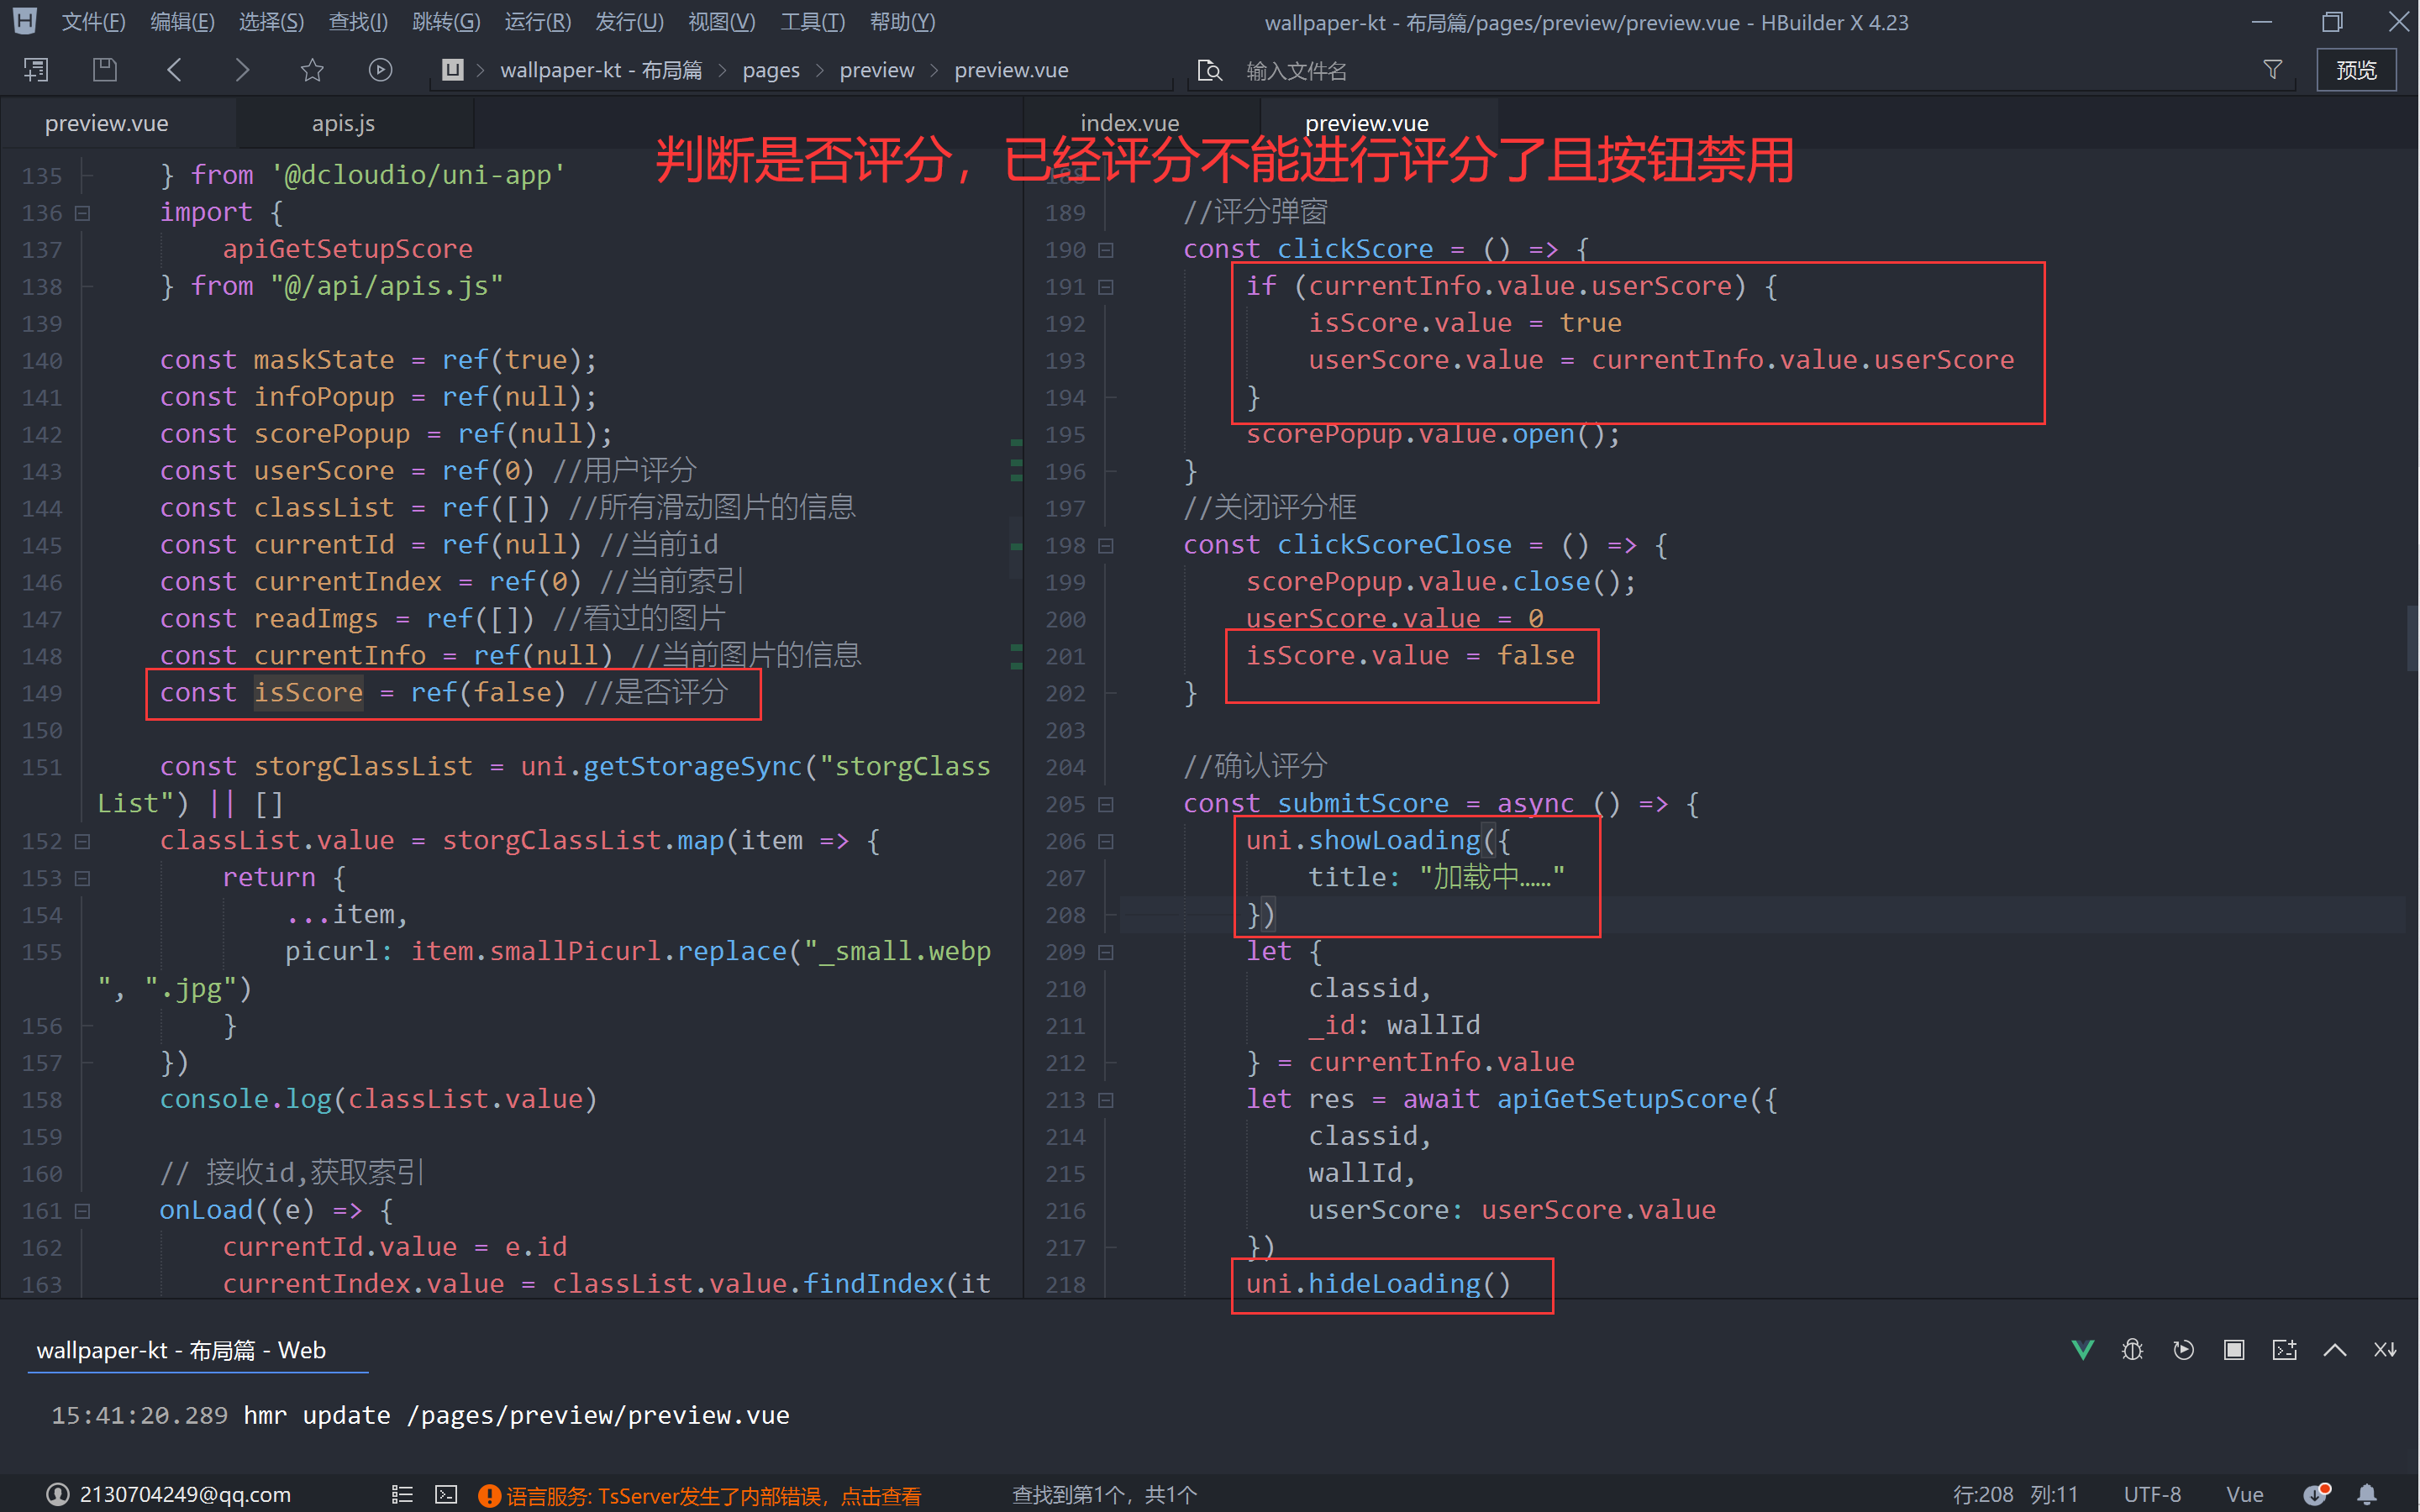 文件(F) 编辑(E) 选择(S) 查找(I) 跳转(G) 运行(R) 发行(U) 视图(V) 工具(T) 帮助(Y)
wallpaper-kt - 布局篇/pages/preview/preview.vue - HBuilder X 4.23
wallpaper-kt - 布局篇 > pages > preview > preview.vue
输入文件名
预览
preview.vue
apis.js
index.vue
preview.vue
判断是否评分，已经评分不能进行评分了且按钮禁用
135 } from '@dcloudio/uni-app'
136 import {
137 apiGetSetupScore
138 } from "@/api/apis.js"
139
140 const maskState = ref(true);
141 const infoPopup = ref(null);
142 const scorePopup = ref(null);
143 const userScore = ref(0) //用户评分
144 const classList = ref([]) //所有滑动图片的信息
145 const currentId = ref(null) //当前id
146 const currentIndex = ref(0) //当前索引
147 const readImgs = ref([]) //看过的图片
148 const currentInfo = ref(null) //当前图片的信息
149 const isScore = ref(false) //是否评分
150
151 const storgClassList = uni.getStorageSync("storgClass
List") || []
152 classList.value = storgClassList.map(item => {
153 return {
154 ...item,
155 picurl: item.smallPicurl.replace("_small.webp
", ".jpg")
156 }
157 })
158 console.log(classList.value)
159
160 // 接收id,获取索引
161 onLoad((e) => {
162 currentId.value = e.id
163 currentIndex.value = classList.value.findIndex(it
188
189 //评分弹窗
190 const clickScore = () => {
191 if (currentInfo.value.userScore) {
192 isScore.value = true
193 userScore.value = currentInfo.value.userScore
194 }
195 scorePopup.value.open();
196 }
197 //关闭评分框
198 const clickScoreClose = () => {
199 scorePopup.value.close();
200 userScore.value = 0
201 isScore.value = false
202 }
203
204 //确认评分
205 const submitScore = async () => {
206 uni.showLoading({
207 title: "加载中……"
208 })
209 let {
210 classid,
211 _id: wallId
212 } = currentInfo.value
213 let res = await apiGetSetupScore({
214 classid,
215 wallId,
216 userScore: userScore.value
217 })
218 uni.hideLoading()
wallpaper-kt - 布局篇 - Web
15:41:20.289 hmr update /pages/preview/preview.vue
2130704249@qq.com
语言服务: TsServer发生了内部错误，点击查看
查找到第1个，共1个
行:208 列:11
UTF-8
Vue